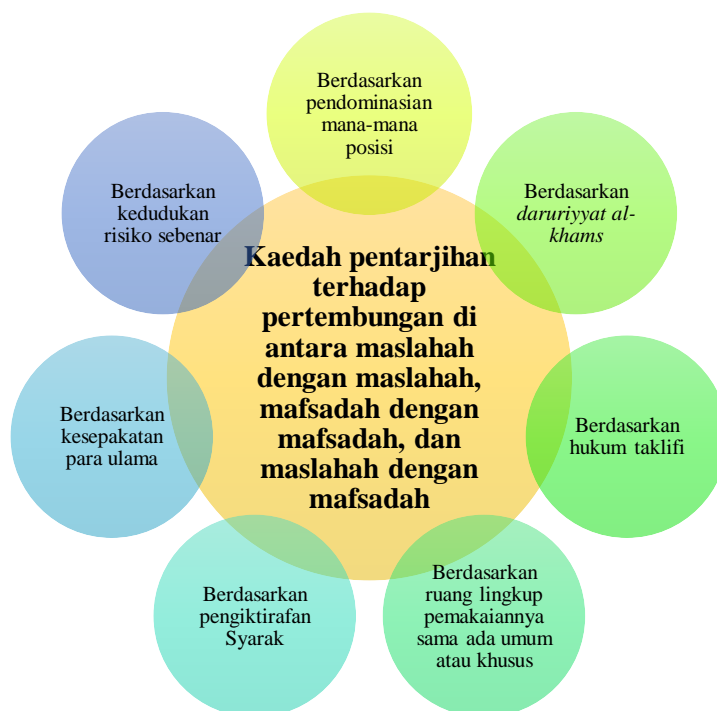 Berdasarkan
pendominasian
mana-mana
posisi
Berdasarkan
daruriyyat al-
khams
Berdasarkan
hukum taklifi
Berdasarkan
ruang lingkup
pemakaiannya
sama ada umum
atau khusus
Berdasarkan
pengiktirafan
Syarak
Berdasarkan
kesepakatan
para ulama
Berdasarkan
kedudukan
risiko sebenar
Kaedah pentarjihan
terhadap
pertembungan di
antara maslahah
dengan maslahah,
mafsadah dengan
mafsadah, dan
maslahah dengan
mafsadah